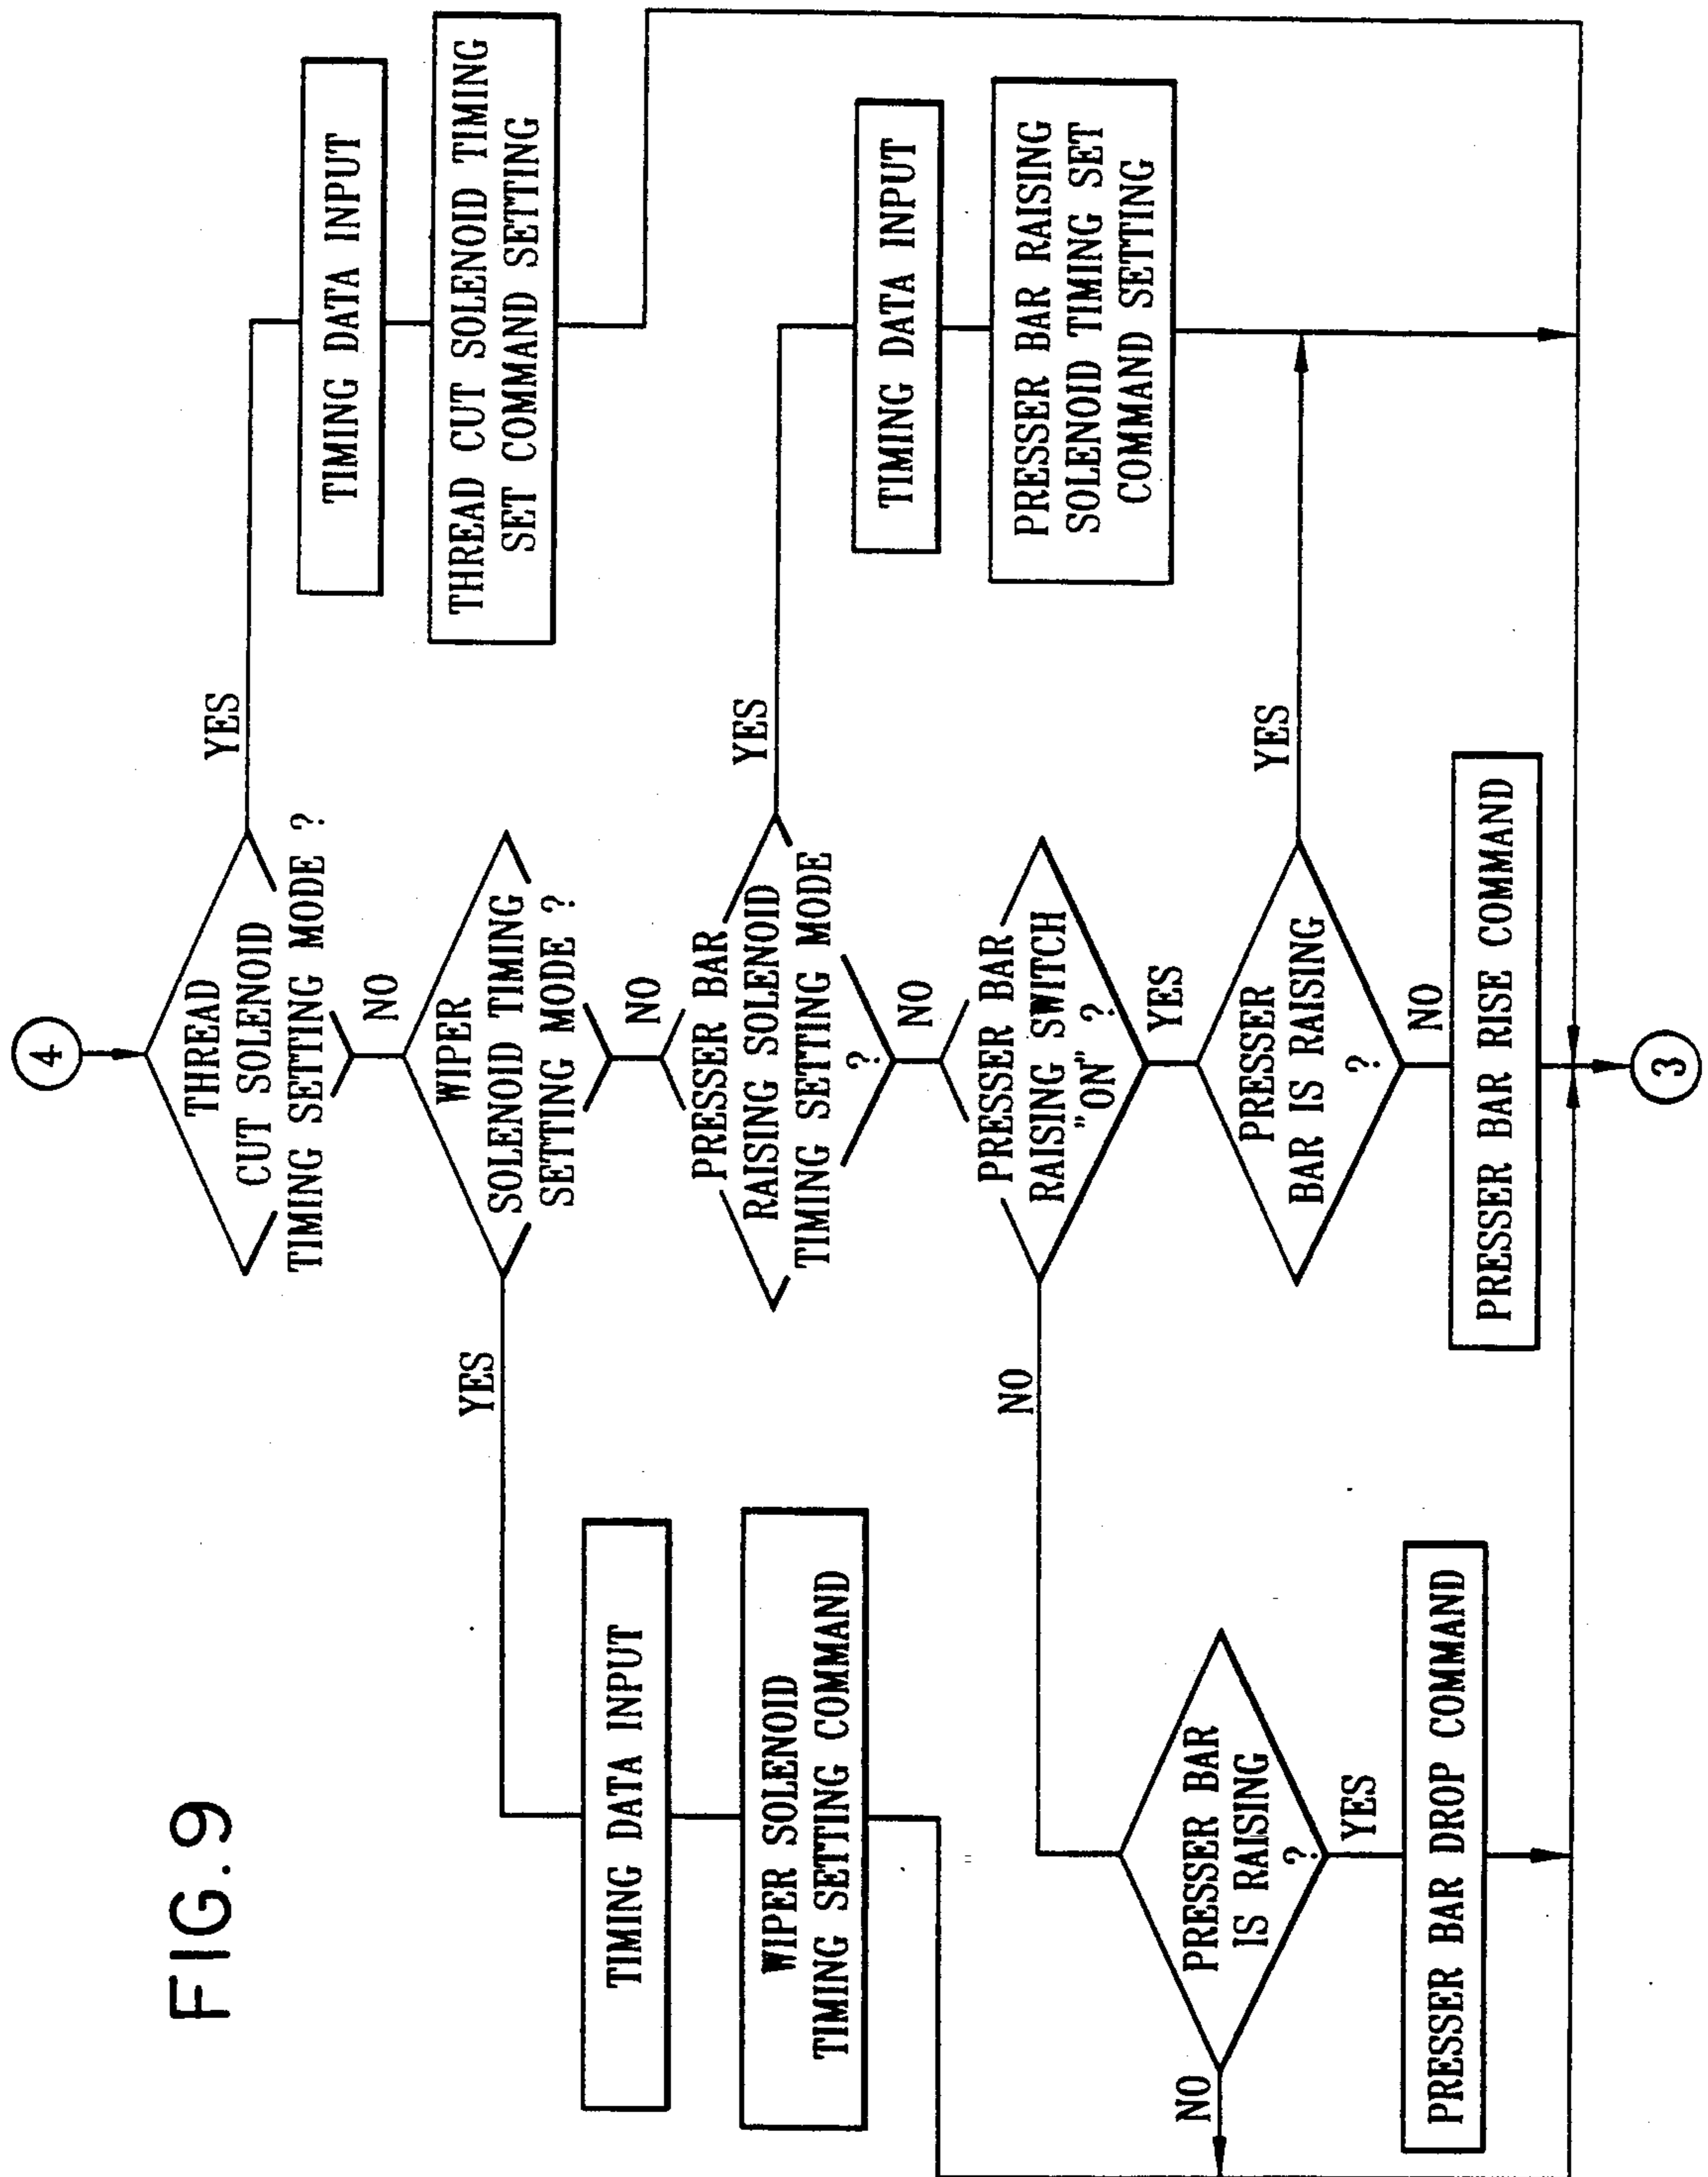 FIG.9
4
THREAD
CUT SOLENOID
TIMING SETTING MODE ?
YES
TIMING DATA INPUT
THREAD CUT SOLENOID TIMING
SET COMMAND SETTING
NO
WIPER
SOLENOID TIMING
SETTING MODE ?
YES
TIMING DATA INPUT
WIPER SOLENOID
TIMING SETTING COMMAND
NO
PRESSER BAR
RAISING SOLENOID
TIMING SETTING MODE
?
YES
TIMING DATA INPUT
PRESSER BAR RAISING
SOLENOID TIMING SET
COMMAND SETTING
NO
PRESSER BAR
RAISING SWITCH
"ON" ?
NO
PRESSER BAR
IS RAISING
?
NO
YES
PRESSER BAR DROP COMMAND
YES
PRESSER
BAR IS RAISING
?
YES
NO
PRESSER BAR RISE COMMAND
3